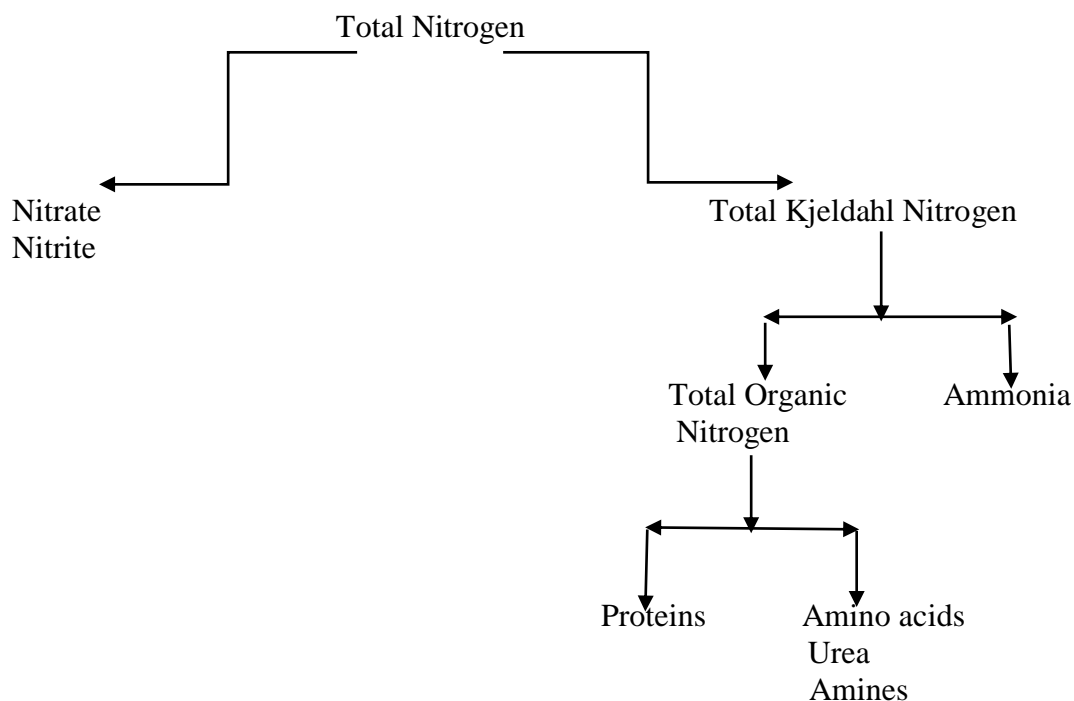 Total Nitrogen
Nitrate
Nitrite
Total Kjeldahl Nitrogen
Total Organic
Nitrogen
Ammonia
Proteins
Amino acids
Urea
Amines